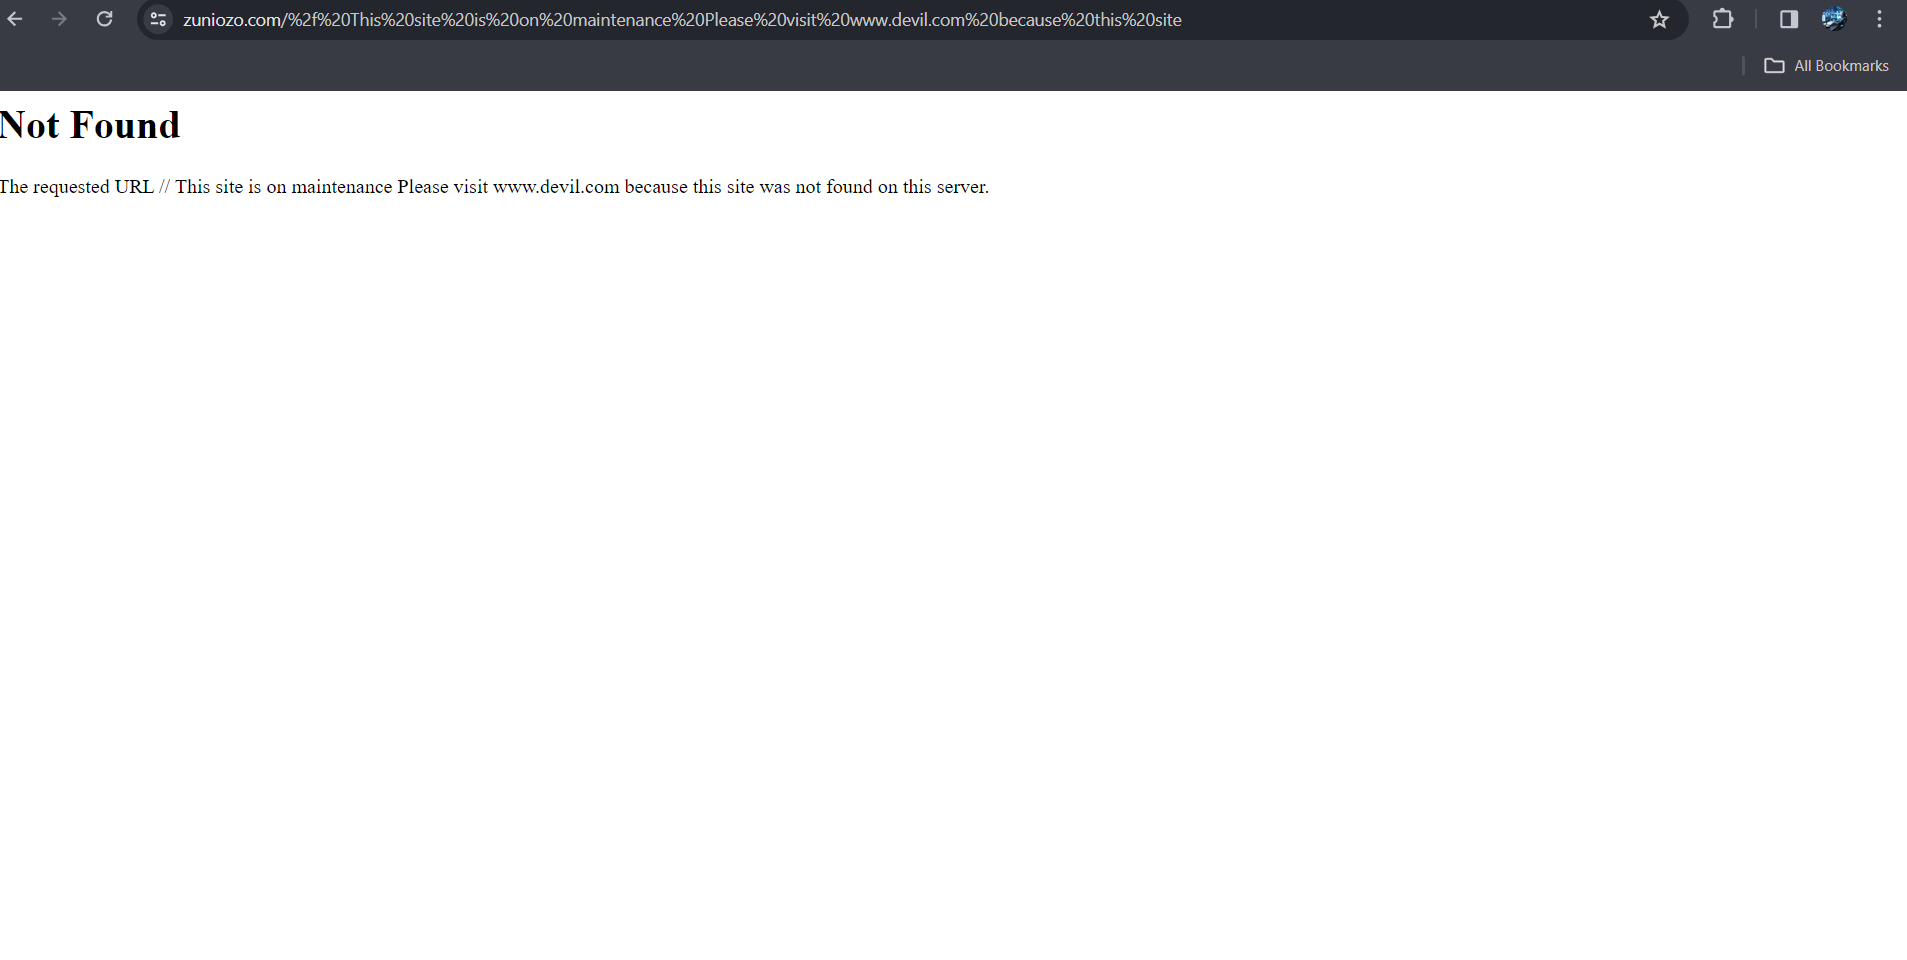 zuniozo.com/%2f%20This%20site%20is%20on%20maintenance%20Please%20visit%20www.devil.com%20because%20this%20site
All Bookmarks
Not Found
The requested URL // This site is on maintenance Please visit www.devil.com because this site was not found on this server.